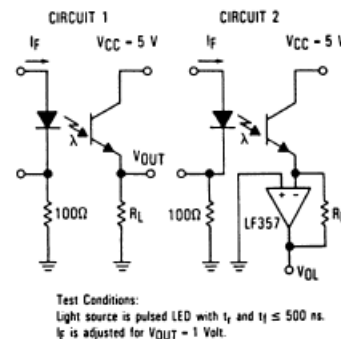 CIRCUIT 1
CIRCUIT 2
IF
VCC = 5 V
IF
VCC = 5 V
λ
VOUT
λ
100Ω
RL
100Ω
+ -
LF357
VOL
Test Conditions:
Light source is pulsed LED with tr and tf ≤ 500 ns.
IF is adjusted for VOUT = 1 Volt.